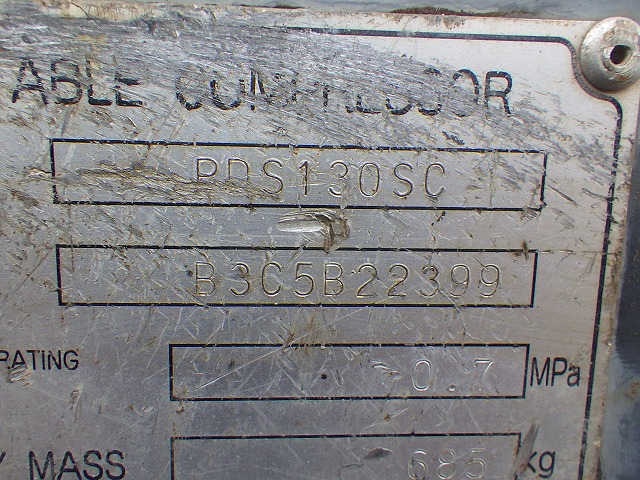 ABLE COMPRESSOR
PDS130SC
B3C5B22399
RATING 0.7 MPa
Y MASS 685 kg